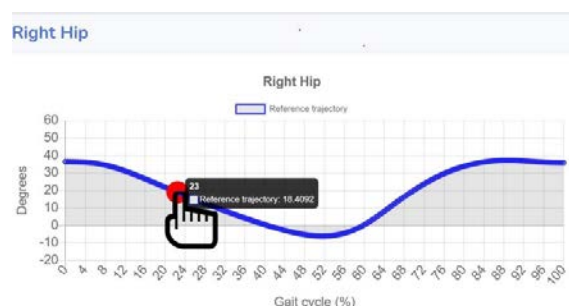 Right Hip
Right Hip
Reference trajectory
60
50
40
30
20
10
0
-10
-20
Degrees
23
Reference trajectory: 18.4092
0 4 8 12 16 20 24 28 32 36 40 44 48 52 56 60 64 68 72 76 80 84 88 92 96 100
Gait cycle (%)